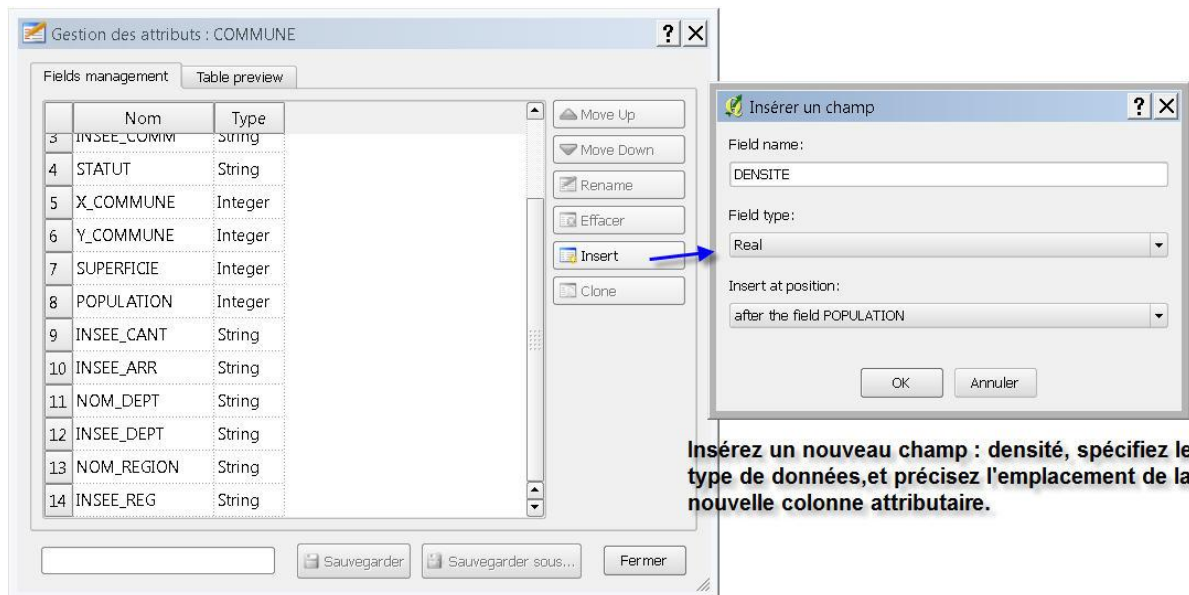 Gestion des attributs : COMMUNE
Fields management
Table preview
Nom Type
3 INSEE_COMM String
4 STATUT String
5 X_COMMUNE Integer
6 Y_COMMUNE Integer
7 SUPERFICIE Integer
8 POPULATION Integer
9 INSEE_CANT String
10 INSEE_ARR String
11 NOM_DEPT String
12 INSEE_DEPT String
13 NOM_REGION String
14 INSEE_REG String
Move Up
Move Down
Rename
Effacer
Insert
Clone
Sauvegarder
Sauvegarder sous...
Fermer
Insérer un champ
Field name:
DENSITE
Field type:
Real
Insert at position:
after the field POPULATION
OK
Annuler
Insérez un nouveau champ : densité, spécifiez le
type de données,et précisez l'emplacement de la
nouvelle colonne attributaire.